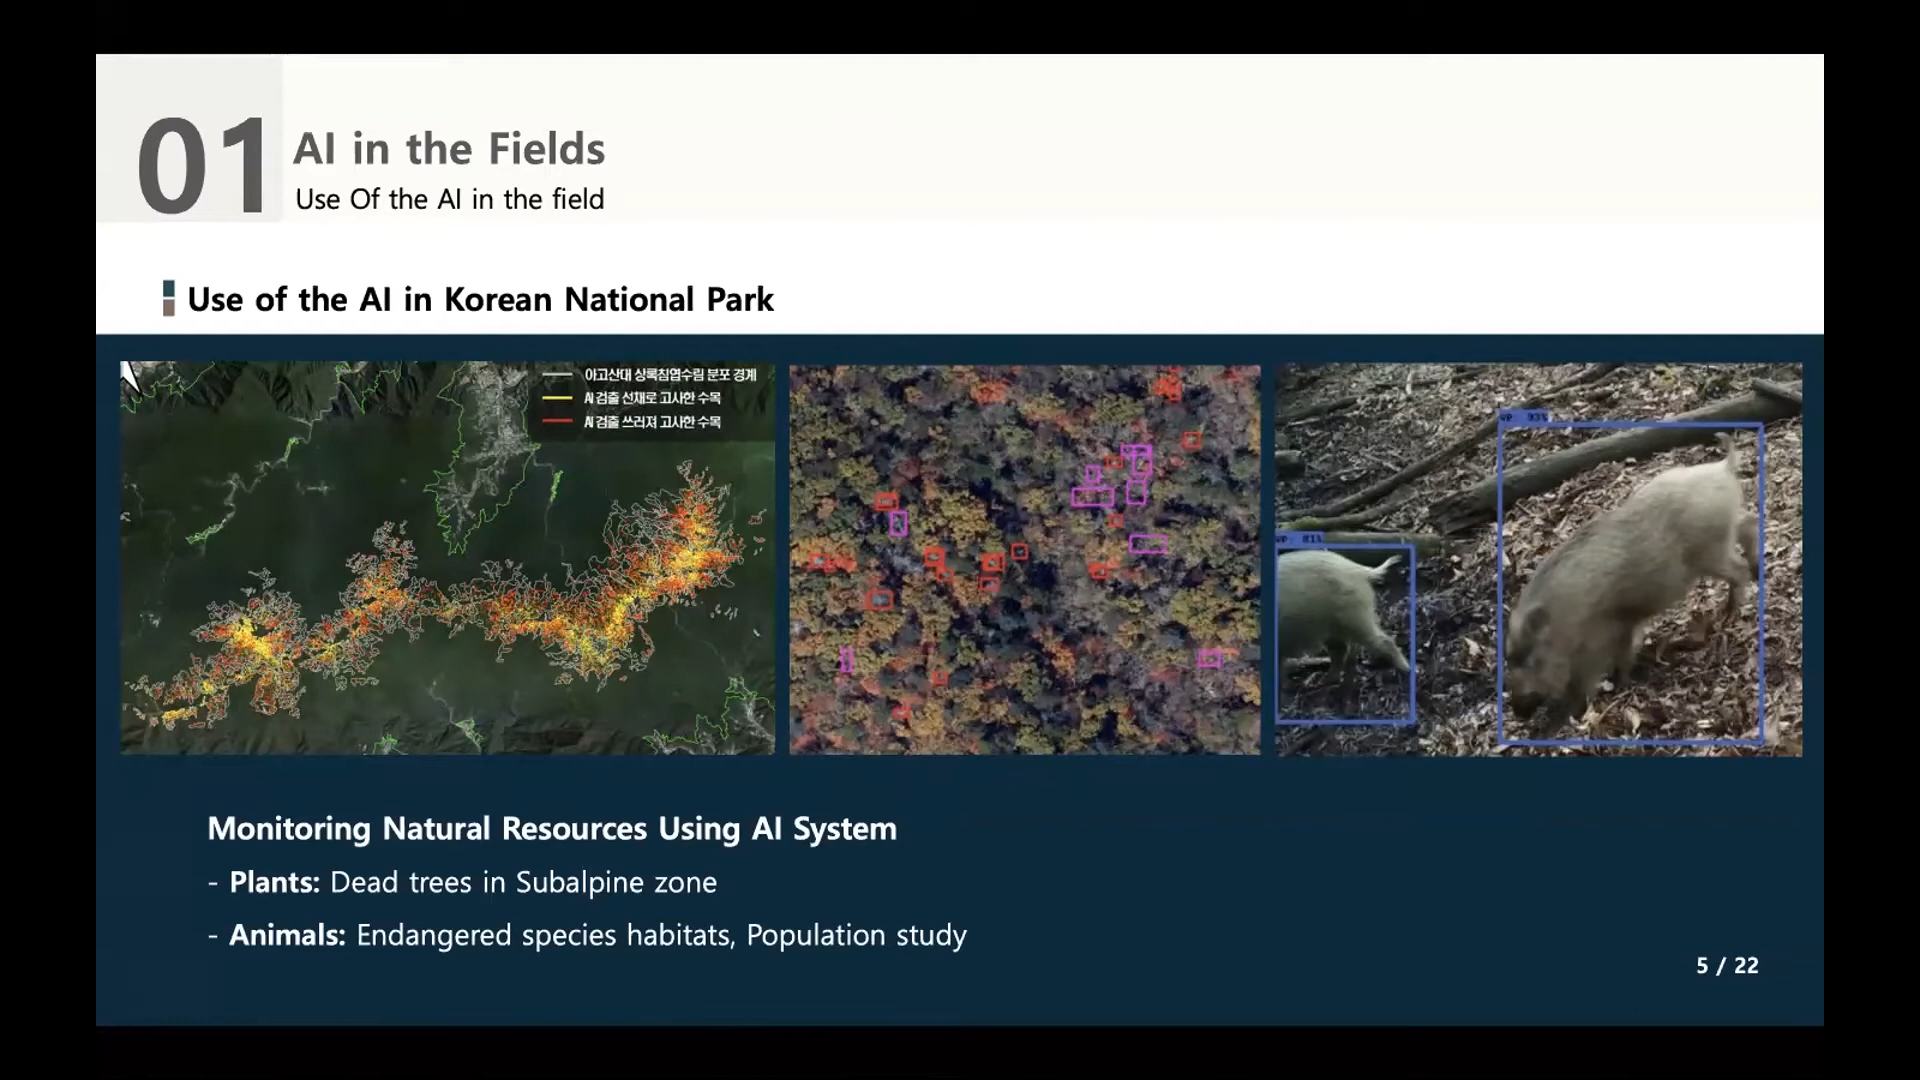 01
AI in the Fields
Use Of the AI in the field
Use of the AI in Korean National Park
아고산대 상록침엽수림 분포 경계
AI 검출 선채로 고사한 수목
AI 검출 쓰러져 고사한 수목
WP: 93%
WP: 81%
Monitoring Natural Resources Using AI System
- Plants: Dead trees in Subalpine zone
- Animals: Endangered species habitats, Population study
5 / 22